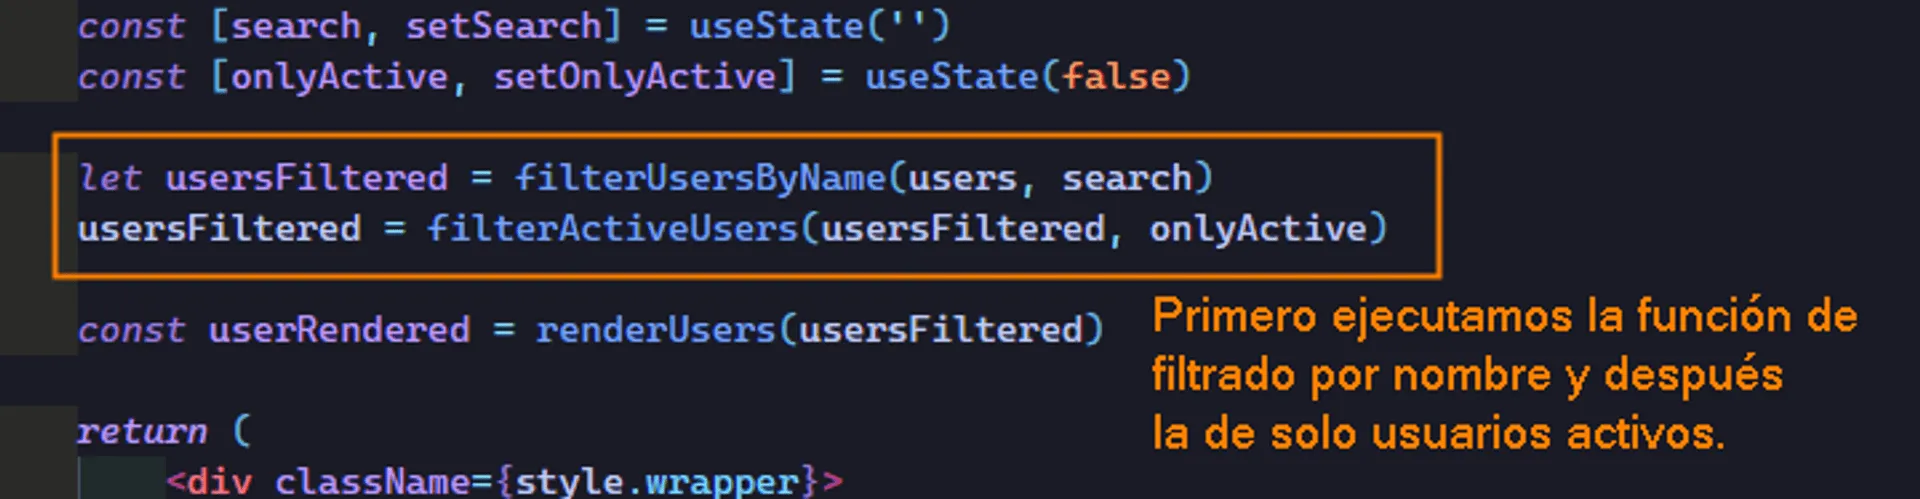 const [search, setSearch] = useState('')
const [onlyActive, setOnlyActive] = useState(false)
let usersFiltered = filterUsersByName(users, search)
usersFiltered = filterActiveUsers(usersFiltered, onlyActive)
const userRendered = renderUsers(usersFiltered)
Primero ejecutamos la función de
filtrado por nombre y después
la de solo usuarios activos.
return (
<div className={style.wrapper}>